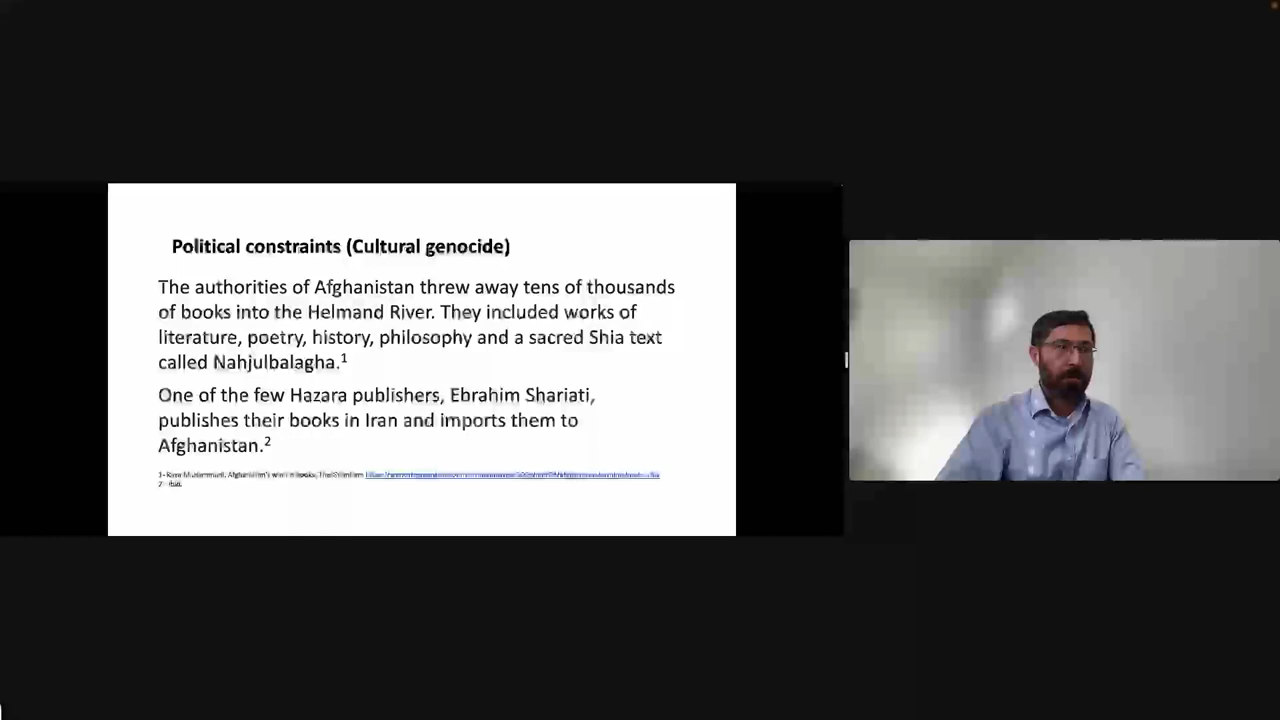 Political constraints (Cultural genocide)
The authorities of Afghanistan threw away tens of thousands
of books into the Helmand River. They included works of
literature, poetry, history, philosophy and a sacred Shia text
called Nahjulbalagha.1
One of the few Hazara publishers, Ebrahim Shariati,
publishes their books in Iran and imports them to
Afghanistan.2